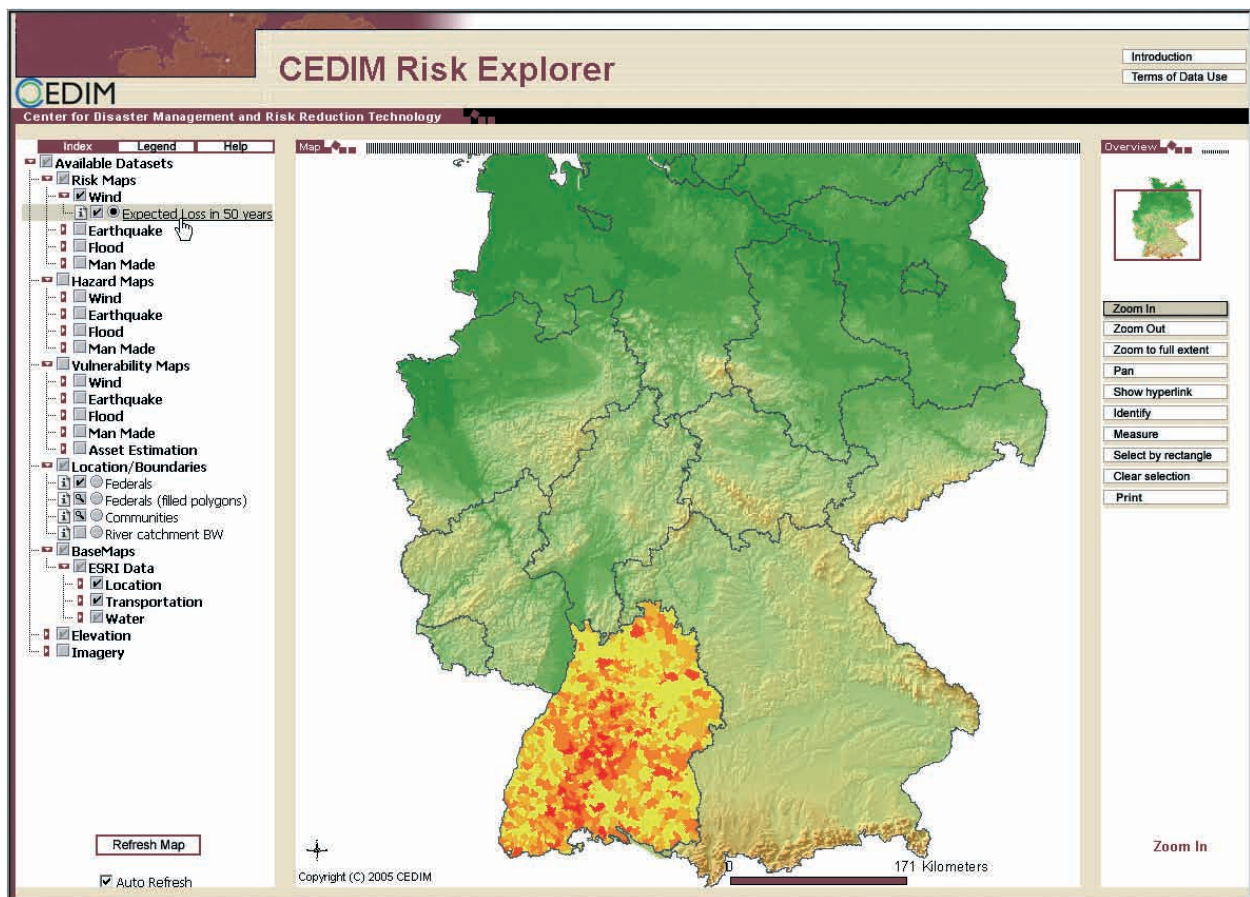 CEDIM
CEDIM Risk Explorer
Introduction
Terms of Data Use
Center for Disaster Management and Risk Reduction Technology
Index
Legend
Help
Available Datasets
Risk Maps
Wind
Expected Loss in 50 years
Earthquake
Flood
Man Made
Hazard Maps
Wind
Earthquake
Flood
Man Made
Vulnerability Maps
Wind
Earthquake
Flood
Man Made
Asset Estimation
Location/Boundaries
Federals
Federals (filled polygons)
Communities
River catchment BW
BaseMaps
ESRI Data
Location
Transportation
Water
Elevation
Imagery
Refresh Map
Auto Refresh
Map
Copyright (C) 2005 CEDIM
0
171 Kilometers
Overview
Zoom In
Zoom Out
Zoom to full extent
Pan
Show hyperlink
Identify
Measure
Select by rectangle
Clear selection
Print
Zoom In